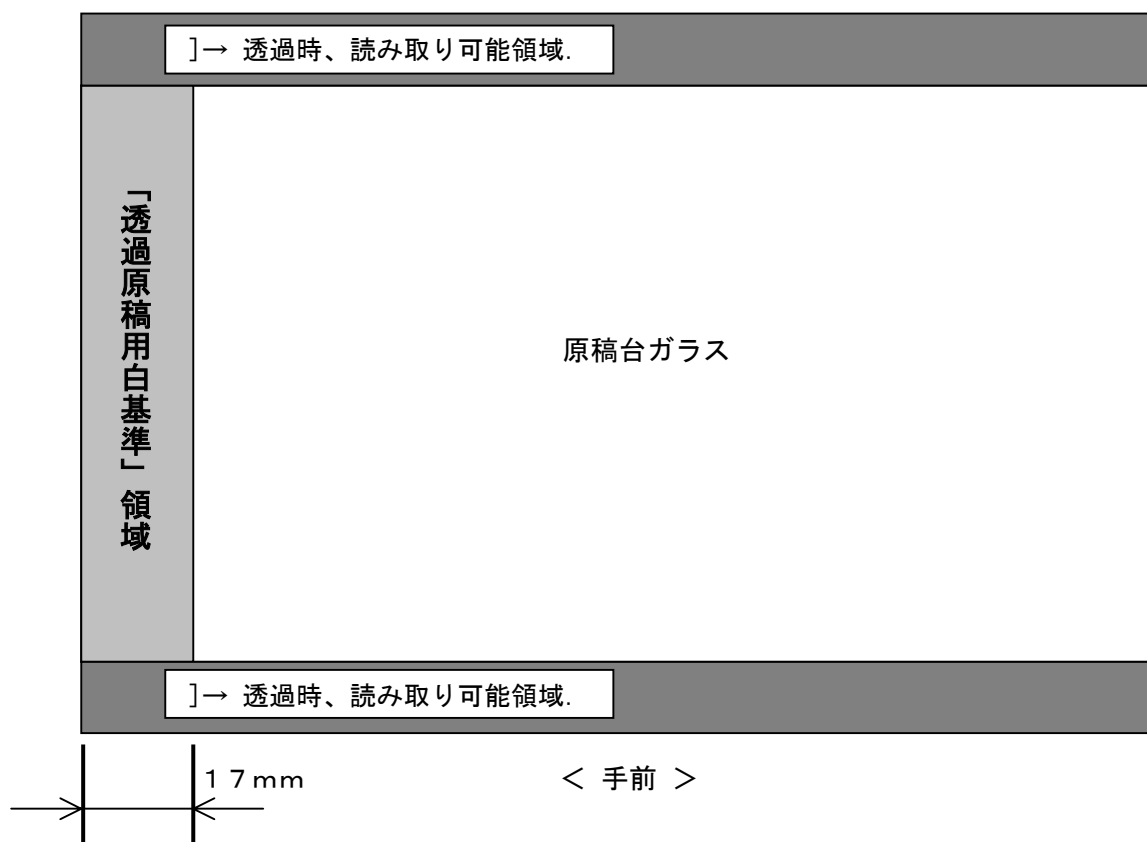 ]→ 透過時、読み取り可能領域.
「透過原稿用白基準」領域
原稿台ガラス
]→ 透過時、読み取り可能領域.
１７ｍｍ
＜ 手前 ＞